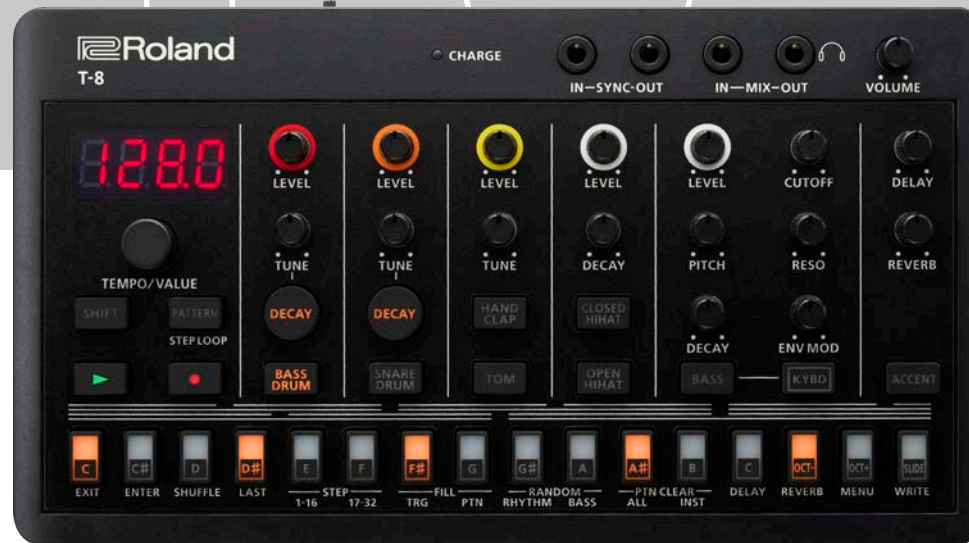 Roland
T-8
CHARGE
IN–SYNC-OUT
IN—MIX–OUT
VOLUME
128.0
LEVEL
LEVEL
LEVEL
LEVEL
LEVEL
CUTOFF
DELAY
TUNE
TUNE
TUNE
DECAY
PITCH
RESO
REVERB
TEMPO/VALUE
SHIFT
PATTERN
STEP LOOP
DECAY
DECAY
HAND
CLAP
CLOSED
HIHAT
DECAY
ENV MOD
BASS
DRUM
SNARE
DRUM
TOM
OPEN
HIHAT
BASS
KYBD
ACCENT
C
C#
D
D#
E
F
F#
G
G#
A
A#
B
C
OCT-
OCT+
SLIDE
EXIT
ENTER
SHUFFLE
LAST
STEP
1-16
17-32
FILL
TRG
PTN
RANDOM
RHYTHM
BASS
PTN CLEAR
ALL
INST
DELAY
REVERB
MENU
WRITE